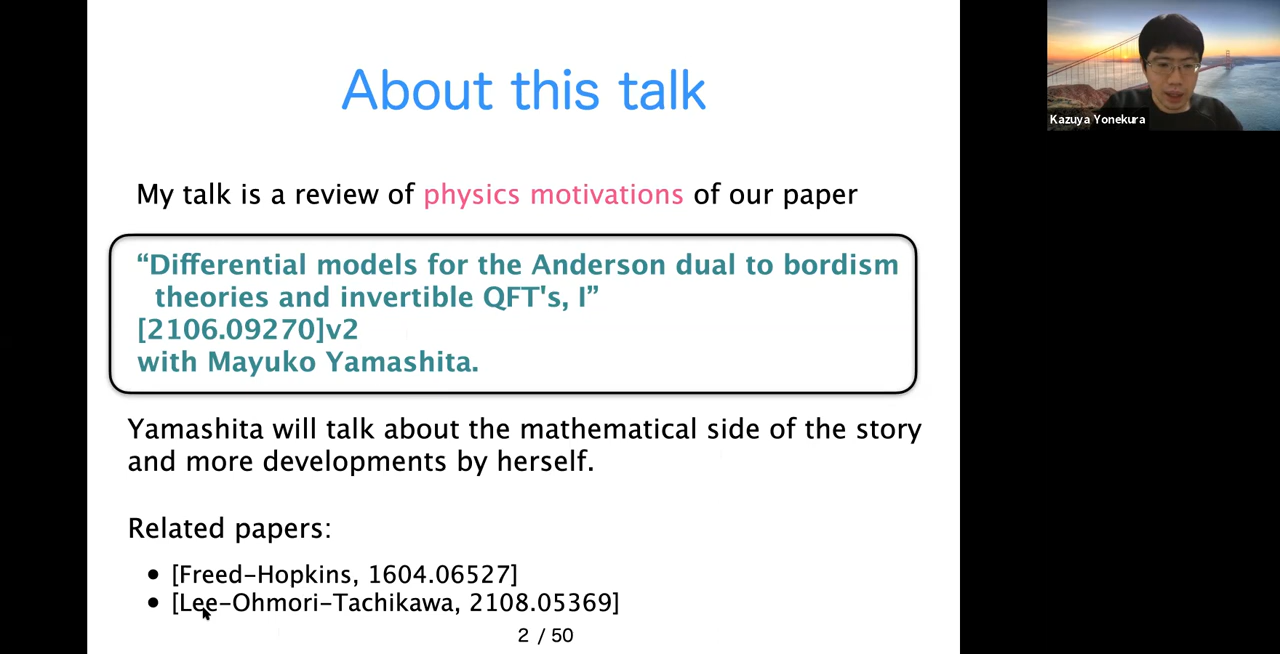 About this talk
My talk is a review of physics motivations of our paper
“Differential models for the Anderson dual to bordism
theories and invertible QFT's, I”
[2106.09270]v2
with Mayuko Yamashita.
Yamashita will talk about the mathematical side of the story
and more developments by herself.
Related papers:
• [Freed-Hopkins, 1604.06527]
• [Lee-Ohmori-Tachikawa, 2108.05369]
2 / 50
Kazuya Yonekura